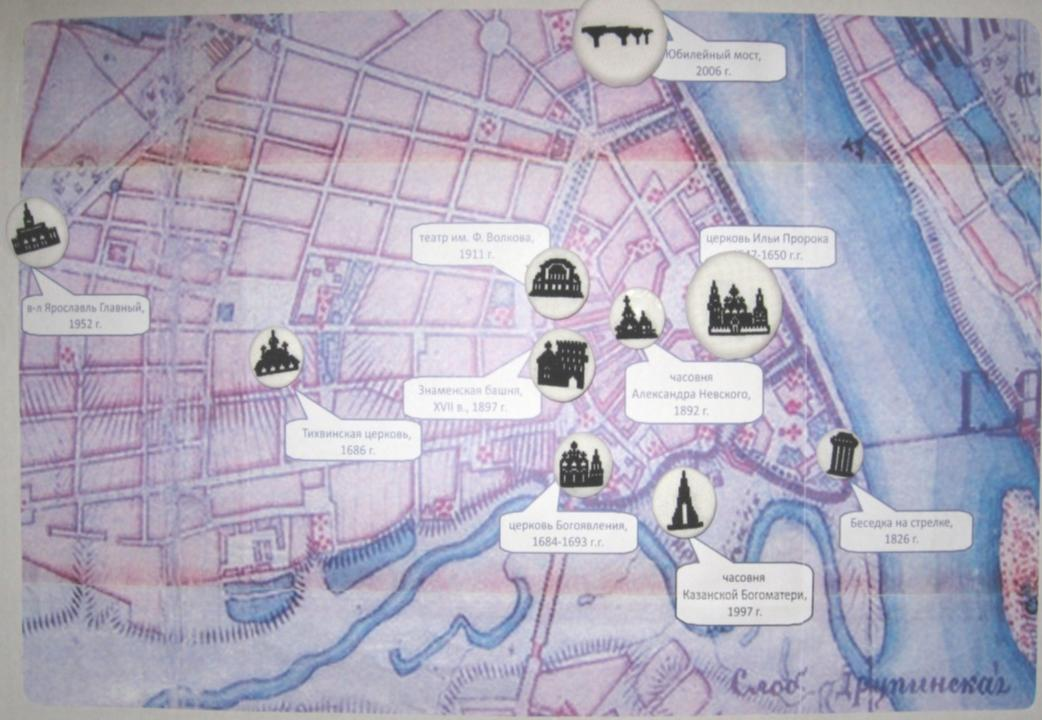 Юбилейный мост,
2006 г.
театр им. Ф. Волкова,
1911 г.
церковь Ильи Пророка
-1650 г.г.
в-л Ярославль Главный,
1952 г.
Знаменская башня,
XVII в., 1897 г.
часовня
Александра Невского,
1892 г.
Тихвинская церковь,
1686 г.
церковь Богоявления,
1684-1693 г.г.
Беседка на стрелке,
1826 г.
часовня
Казанской Богоматери,
1997 г.
Слоб.